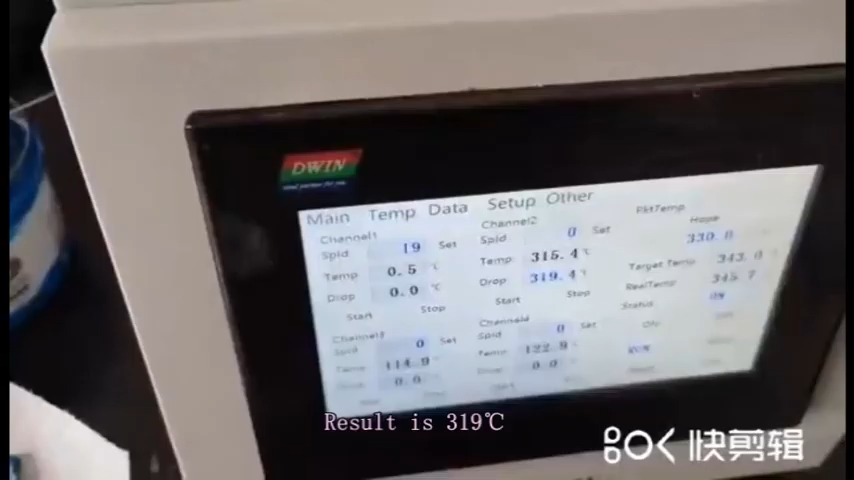 DWIN
Main Temp Data Setup Other
Channel1
Spid 19 Set
Temp 0.5 ℃
Drop 0.0 ℃
Start Stop
Channel2
Spid 0 Set
Temp 315.4 ℃
Drop 319.4 ℃
Start Stop
PktTemp
Hope
330.0
Target Temp 343.0
RealTemp 345.7
Status ON
Channel3
Spid 0 Set
Temp 114.9
0.0
Channel4
Spid 0 Set
Temp 122.9
0.0
RUN
Result is 319℃
快剪辑